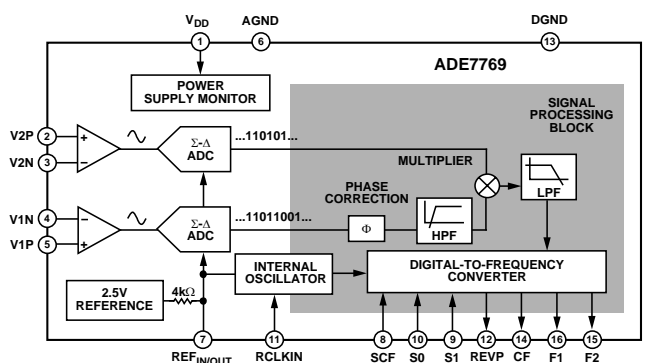 VDD
AGND
DGND
1
6
13
ADE7769
POWER
SUPPLY MONITOR
SIGNAL
PROCESSING
BLOCK
V2P 2
+
V2N 3
−
Σ-Δ
ADC
...110101...
MULTIPLIER
LPF
PHASE
CORRECTION
V1N 4
−
V1P 5
+
Σ-Δ
ADC
...11011001...
Φ
HPF
2.5V
REFERENCE
4kΩ
INTERNAL
OSCILLATOR
DIGITAL-TO-FREQUENCY
CONVERTER
7
11
8
10
9
12
14
16
15
REFIN/OUT
RCLKIN
SCF
S0
S1
REVP
CF
F1
F2